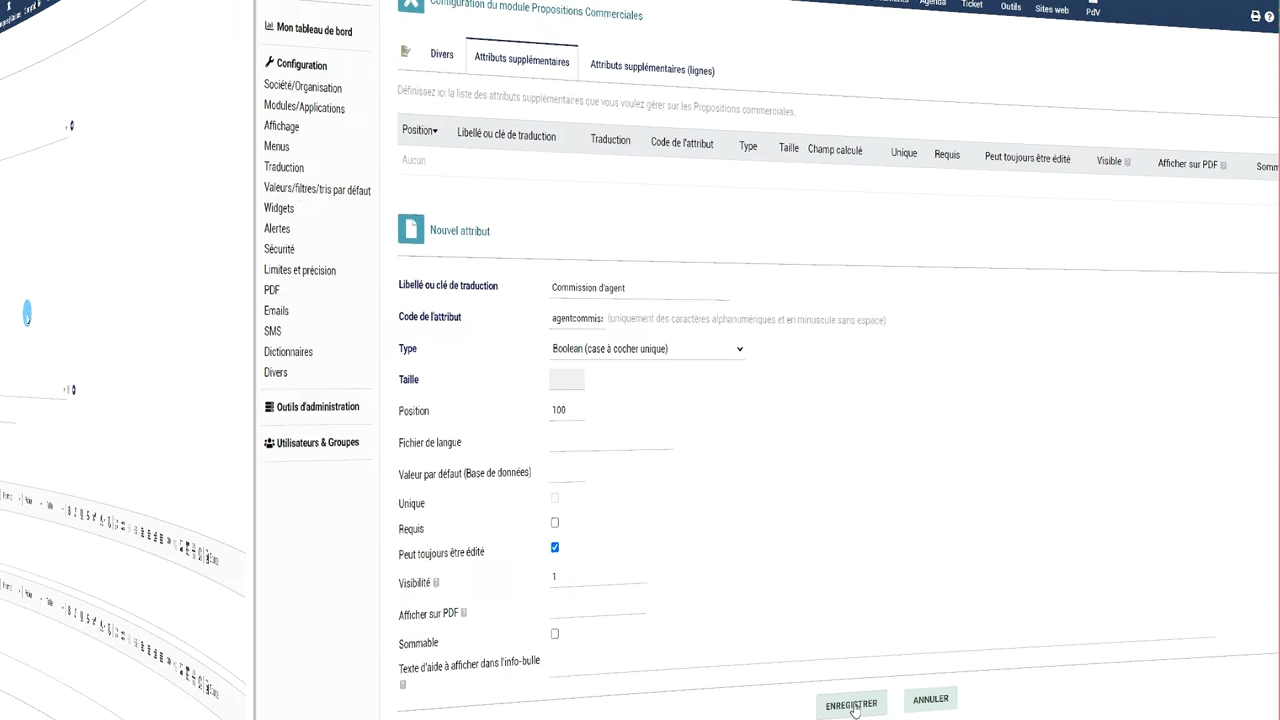 Agenda
Ticket
Outils
Sites web
PdV
Configuration du module Propositions Commerciales
Mon tableau de bord
Configuration
Société/Organisation
Modules/Applications
Affichage
Menus
Traduction
Valeurs/filtres/tris par défaut
Widgets
Alertes
Sécurité
Limites et précision
PDF
Emails
SMS
Dictionnaires
Divers
Outils d'administration
Utilisateurs & Groupes
Divers
Attributs supplémentaires
Attributs supplémentaires (lignes)
Définissez ici la liste des attributs supplémentaires que vous voulez gérer sur les Propositions commerciales.
Position Libellé ou clé de traduction Traduction Code de l'attribut Type Taille Champ calculé Unique Requis Peut toujours être édité Visible Afficher sur PDF Somm
Aucun
Nouvel attribut
Libellé ou clé de traduction Commission d'agent
Code de l'attribut agentcommis (uniquement des caractères alphanumériques et en minuscule sans espace)
Type Boolean (case à cocher unique)
Taille
Position 100
Fichier de langue
Valeur par défaut (Base de données)
Unique
Requis
Peut toujours être édité
Visibilité 1
Afficher sur PDF
Sommable
Texte d'aide à afficher dans l'info-bulle
ENREGISTRER ANNULER